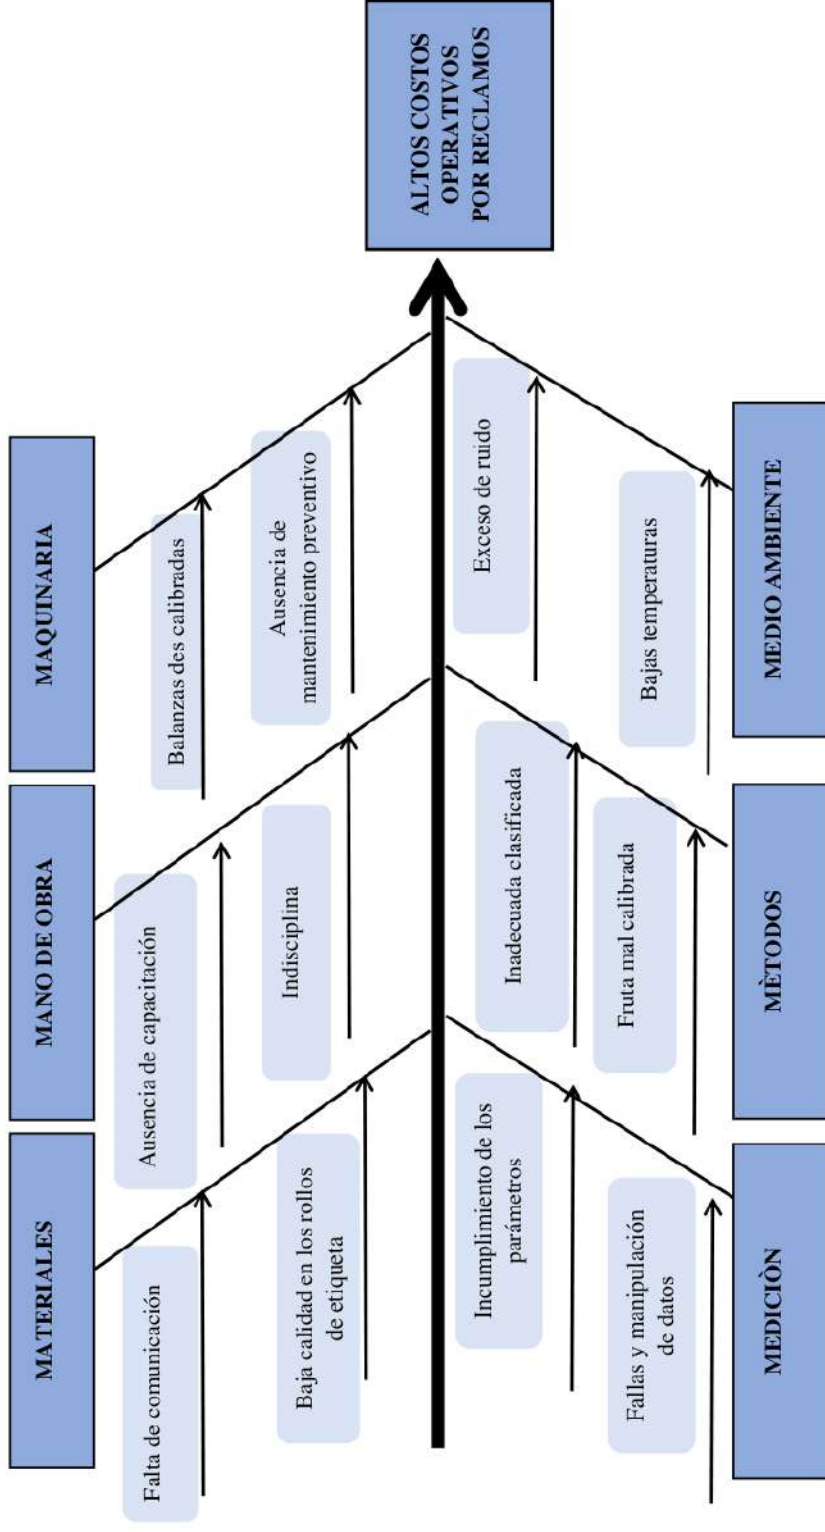 MATERIALES
MANO DE OBRA
MAQUINARIA
Falta de comunicación
Ausencia de capacitación
Balanzas des calibradas
Baja calidad en los rollos
de etiqueta
Indisciplina
Ausencia de
mantenimiento preventivo
ALTOS COSTOS
OPERATIVOS
POR RECLAMOS
Incumplimiento de los
parámetros
Inadecuada clasificada
Exceso de ruido
Fallas y manipulación
de datos
Fruta mal calibrada
Bajas temperaturas
MEDICIÒN
MÈTODOS
MEDIO AMBIENTE